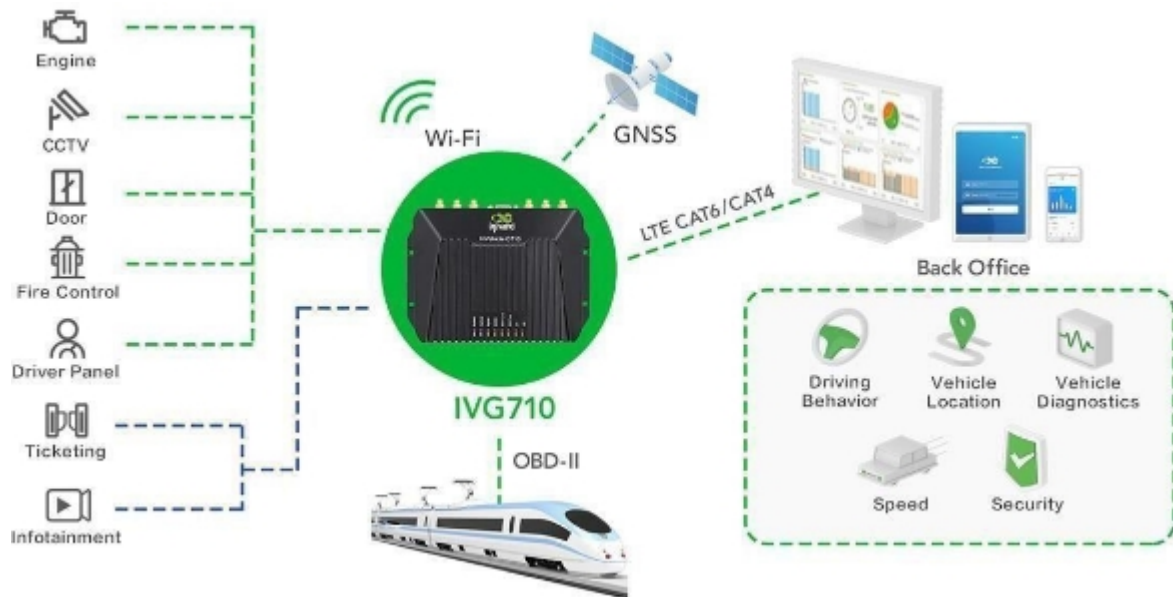 Engine
CCTV
Door
Fire Control
Driver Panel
Ticketing
Infotainment
Wi-Fi
GNSS
LTE CAT6/CAT4
IVG710
OBD-II
Back Office
Driving
Behavior
Vehicle
Location
Vehicle
Diagnostics
Speed
Security